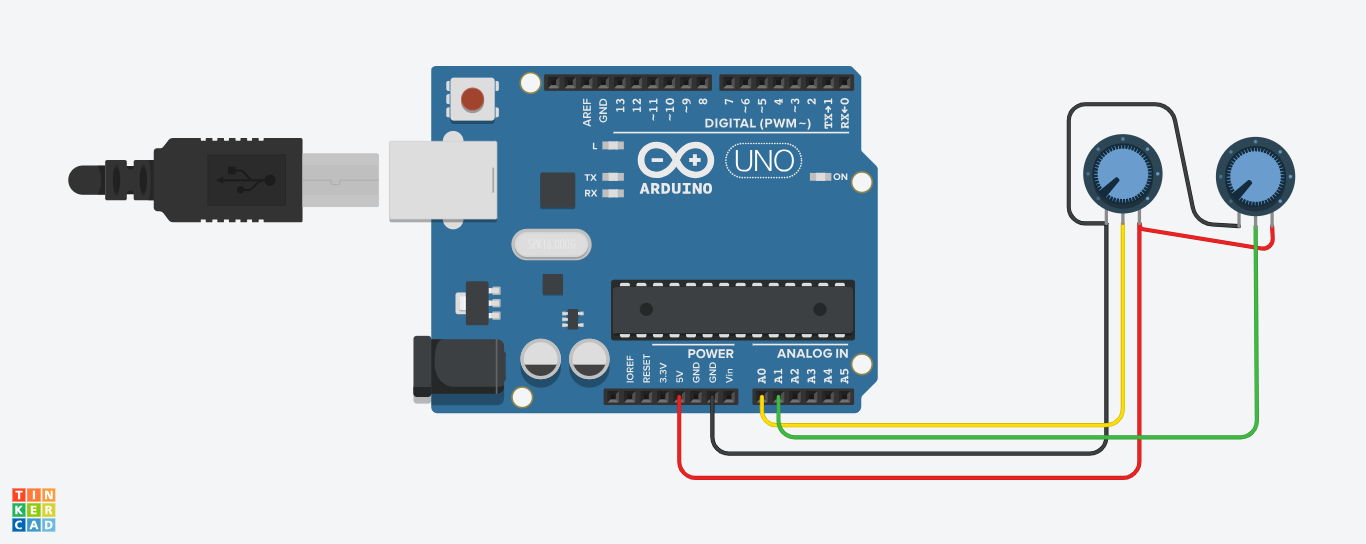 AREF
GND
13
12
~11
~10
~9
8
7
~6
~5
4
~3
2
TX→1
RX←0
DIGITAL (PWM~)
L
TX
RX
ARDUINO
UNO
ON
POWER
ANALOG IN
IOREF
RESET
3.3V
5V
GND
GND
Vin
A0
A1
A2
A3
A4
A5
TIN
KER
CAD